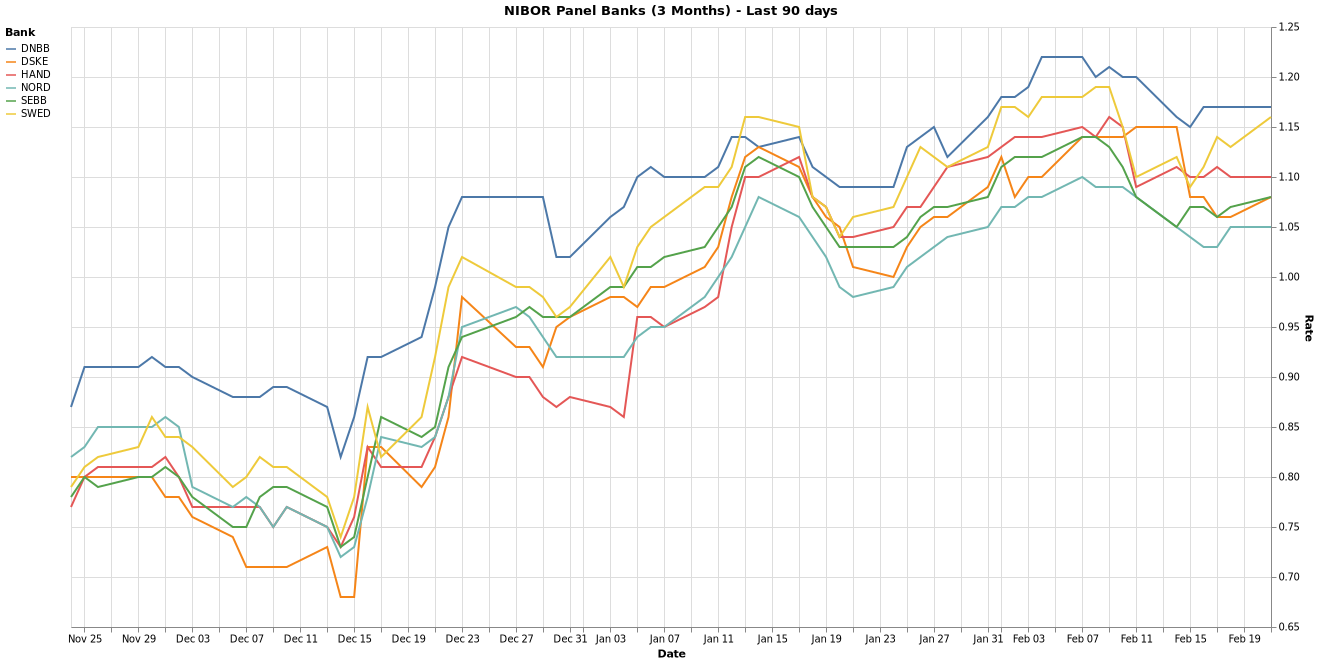 NIBOR Panel Banks (3 Months) - Last 90 days
Bank
DNBB
DSKE
HAND
NORD
SEBB
SWED
1.25
1.20
1.15
1.10
1.05
1.00
0.95
0.90
0.85
0.80
0.75
0.70
0.65
Rate
Nov 25 Nov 29 Dec 03 Dec 07 Dec 11 Dec 15 Dec 19 Dec 23 Dec 27 Dec 31 Jan 03 Jan 07 Jan 11 Jan 15 Jan 19 Jan 23 Jan 27 Jan 31 Feb 03 Feb 07 Feb 11 Feb 15 Feb 19
Date